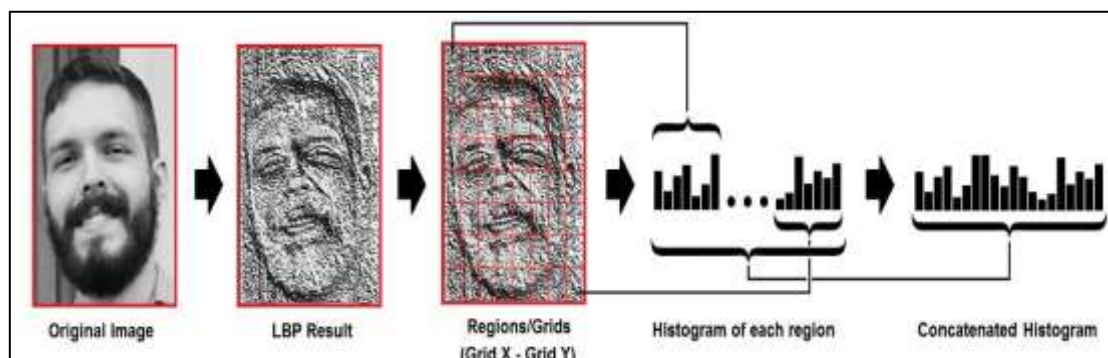 Original Image
LBP Result
Regions/Grids
(Grid X - Grid Y)
Histogram of each region
Concatenated Histogram